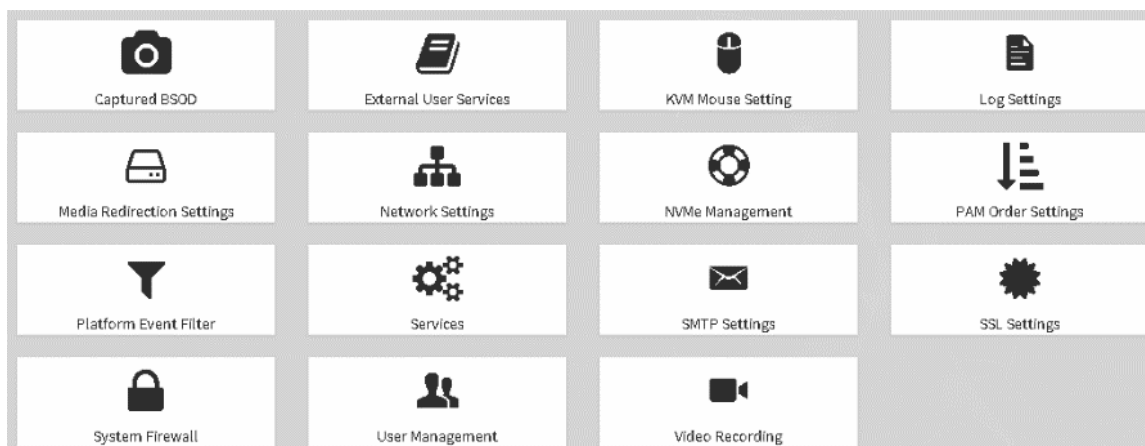 Captured BSOD
External User Services
KVM Mouse Setting
Log Settings
Media Redirection Settings
Network Settings
NVMe Management
PAM Order Settings
Platform Event Filter
Services
SMTP Settings
SSL Settings
System Firewall
User Management
Video Recording